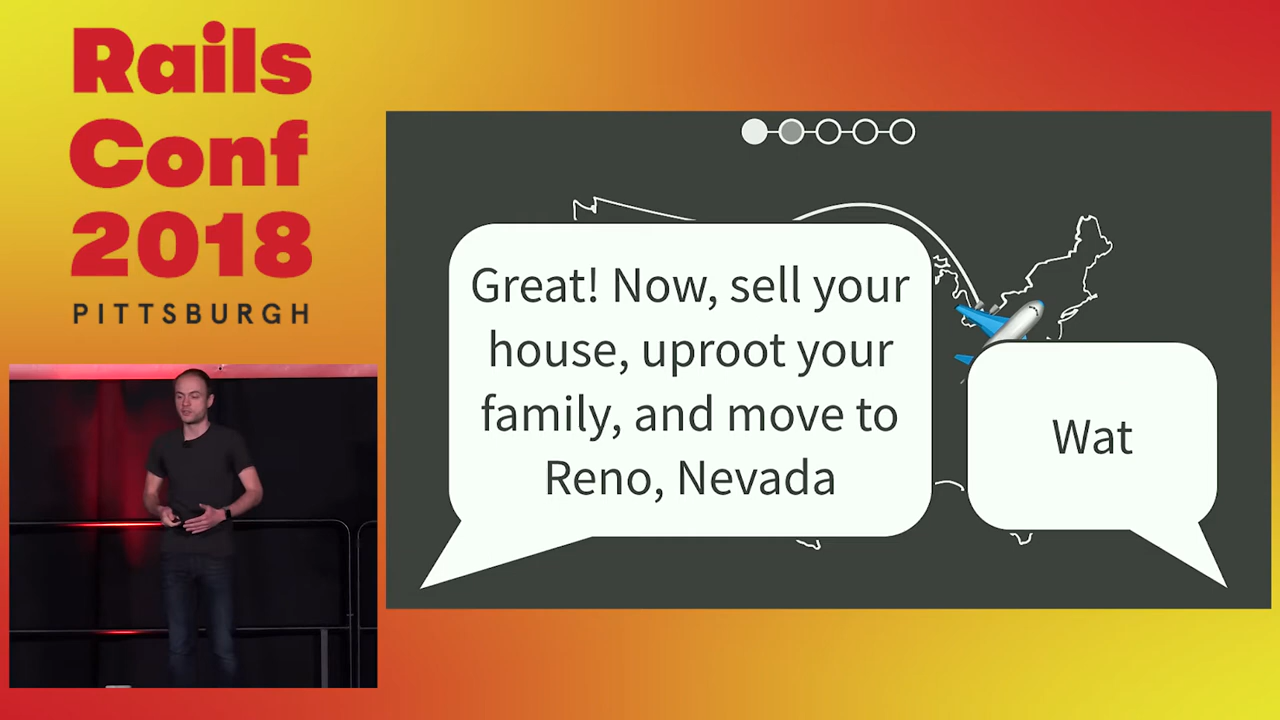 Rails
Conf
2018
PITTSBURGH
Great! Now, sell your
house, uproot your
family, and move to
Reno, Nevada
Wat